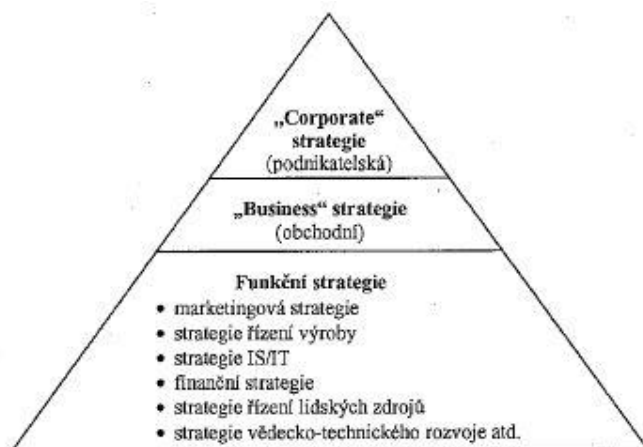 „Corporate“
strategie
(podnikatelská)
„Business“ strategie
(obchodní)
Funkční strategie
• marketingová strategie
• strategie řízení výroby
• strategie IS/IT
• finanční strategie
• strategie řízení lidských zdrojů
• strategie vědecko-technického rozvoje atd.